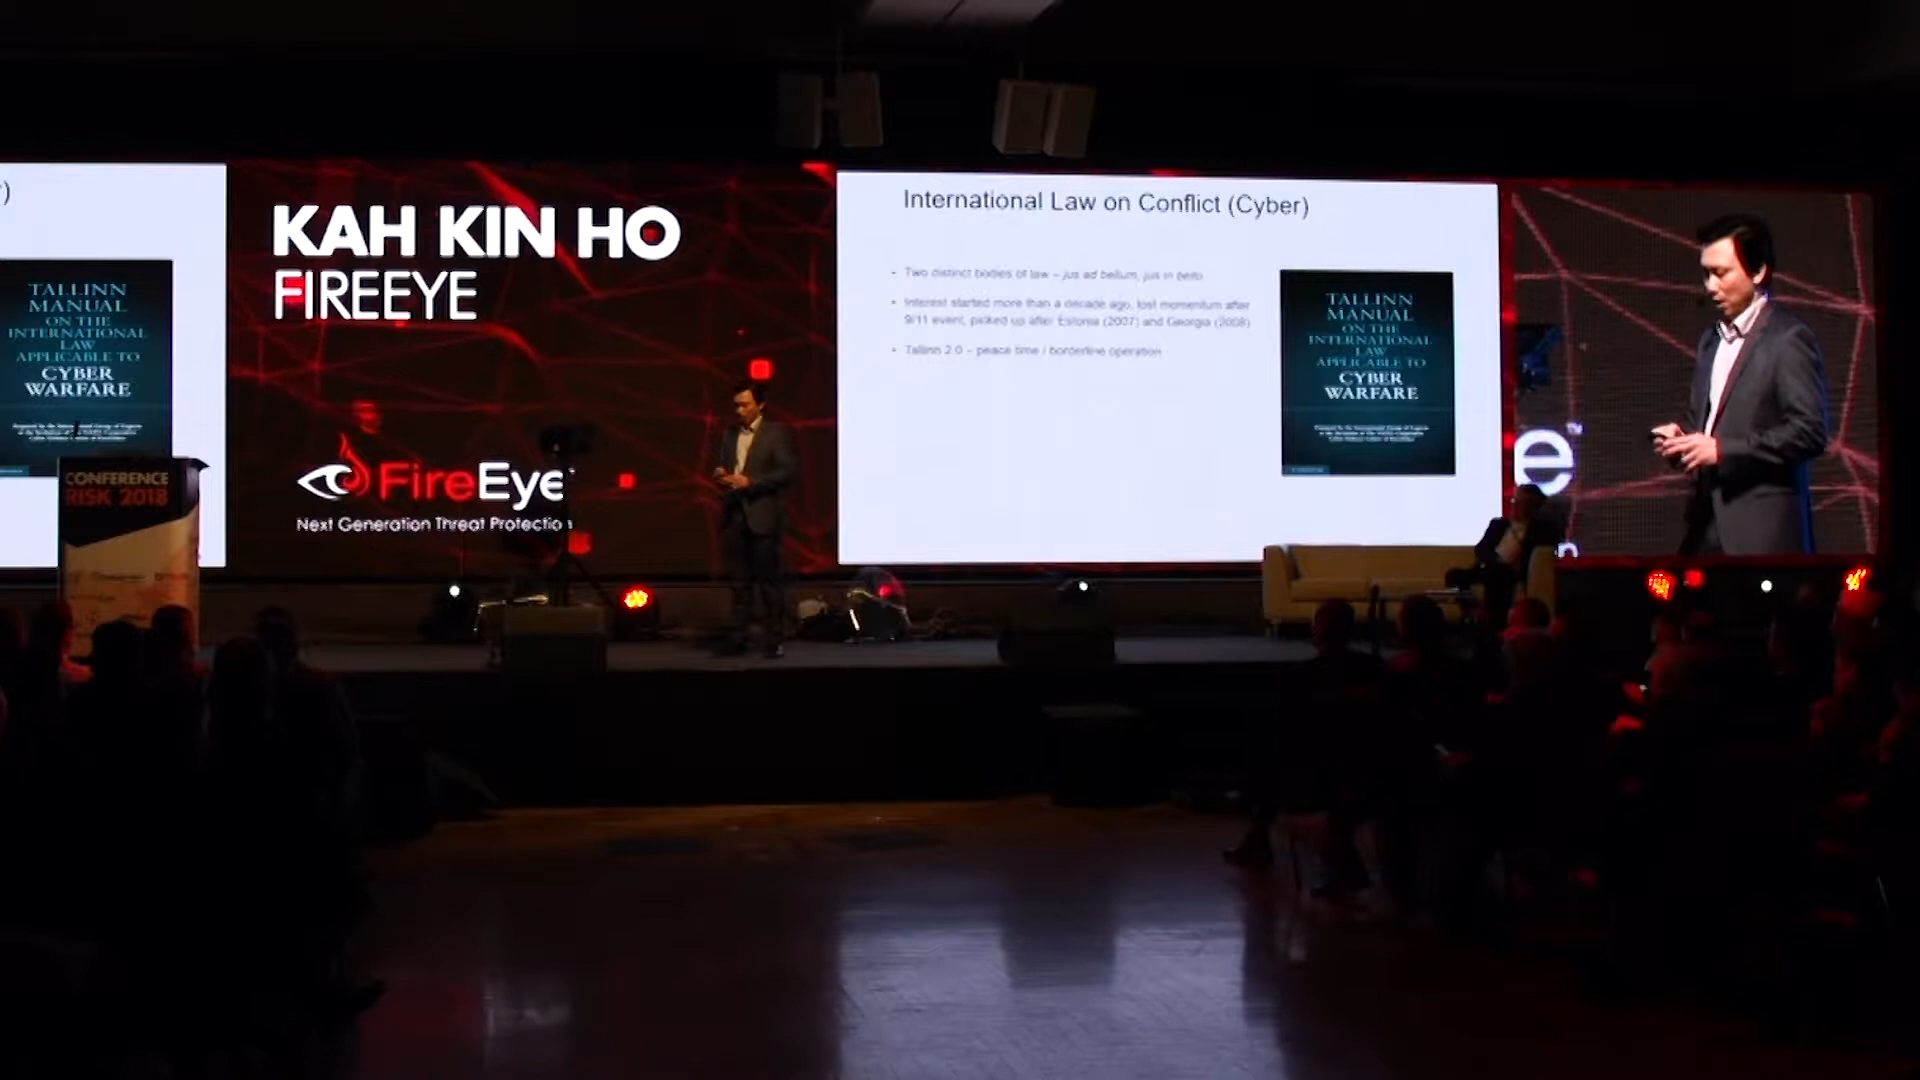 )
TALLINN
MANUAL
ON THE
INTERNATIONAL
LAW
APPLICABLE TO
CYBER
WARFARE
CONFERENCE
RISK 2018
KAH KIN HO
FIREEYE
FireEye
Next Generation Threat Protection
International Law on Conflict (Cyber)
• Two distinct bodies of law – jus ad bellum, jus in bello
• Interest started more than a decade ago, lost momentum after
9/11 event, picked up after Estonia (2007) and Georgia (2008)
• Tallinn 2.0 – peace time / borderline operation
TALLINN
MANUAL
ON THE
INTERNATIONAL
LAW
APPLICABLE TO
CYBER
WARFARE
e™
n